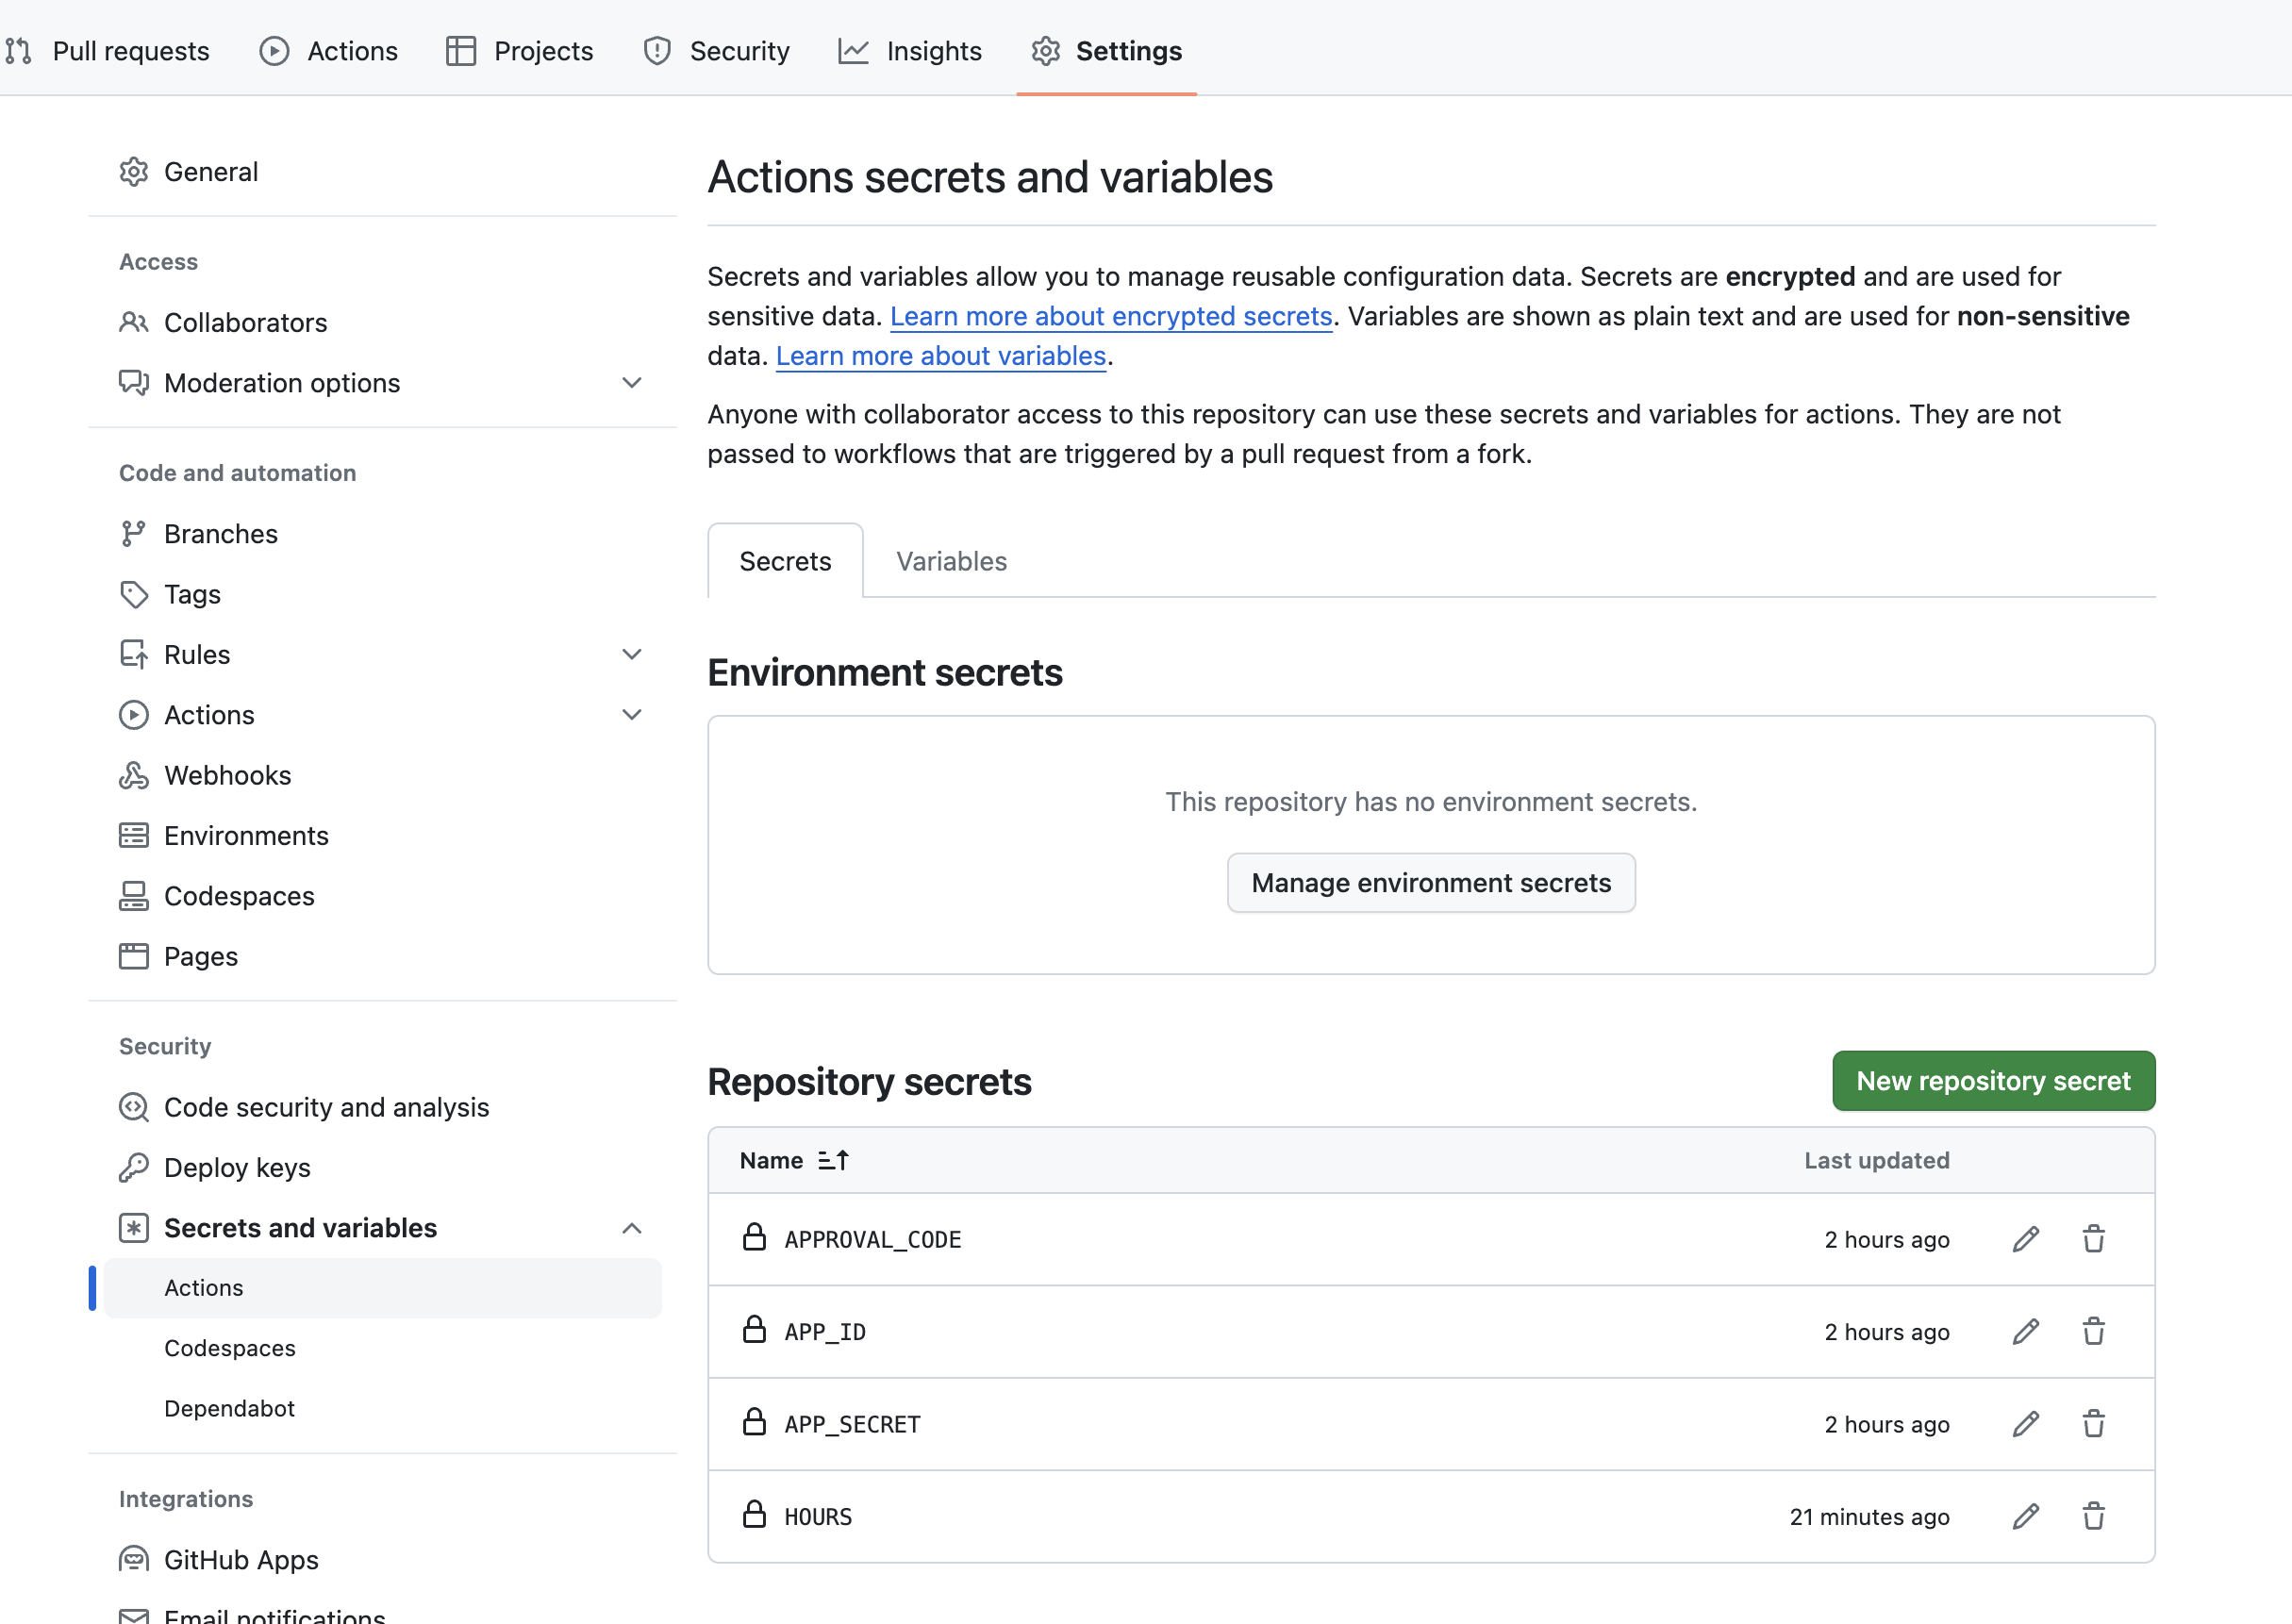 Pull requests Actions Projects Security Insights Settings
General
Access
Collaborators
Moderation options
Code and automation
Branches
Tags
Rules
Actions
Webhooks
Environments
Codespaces
Pages
Security
Code security and analysis
Deploy keys
Secrets and variables
Actions
Codespaces
Dependabot
Integrations
GitHub Apps
Email notifications
Actions secrets and variables
Secrets and variables allow you to manage reusable configuration data. Secrets are encrypted and are used for
sensitive data. Learn more about encrypted secrets. Variables are shown as plain text and are used for non-sensitive
data. Learn more about variables.
Anyone with collaborator access to this repository can use these secrets and variables for actions. They are not
passed to workflows that are triggered by a pull request from a fork.
Secrets Variables
Environment secrets
This repository has no environment secrets.
Manage environment secrets
Repository secrets New repository secret
Name Last updated
APPROVAL_CODE 2 hours ago
APP_ID 2 hours ago
APP_SECRET 2 hours ago
HOURS 21 minutes ago